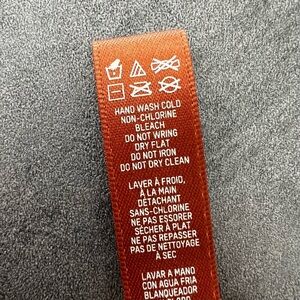 HAND WASH COLD
NON-CHLORINE
BLEACH
DO NOT WRING
DRY FLAT
DO NOT IRON
DO NOT DRY CLEAN
LAVER À FROID,
À LA MAIN
DÉTACHANT
SANS-CHLORINE
NE PAS ESSORER
SÉCHER À PLAT
NE PAS REPASSER
PAS DE NETTOYAGE
À SEC
LAVAR A MANO
CON AGUA FRIA
BLANQUEADOR